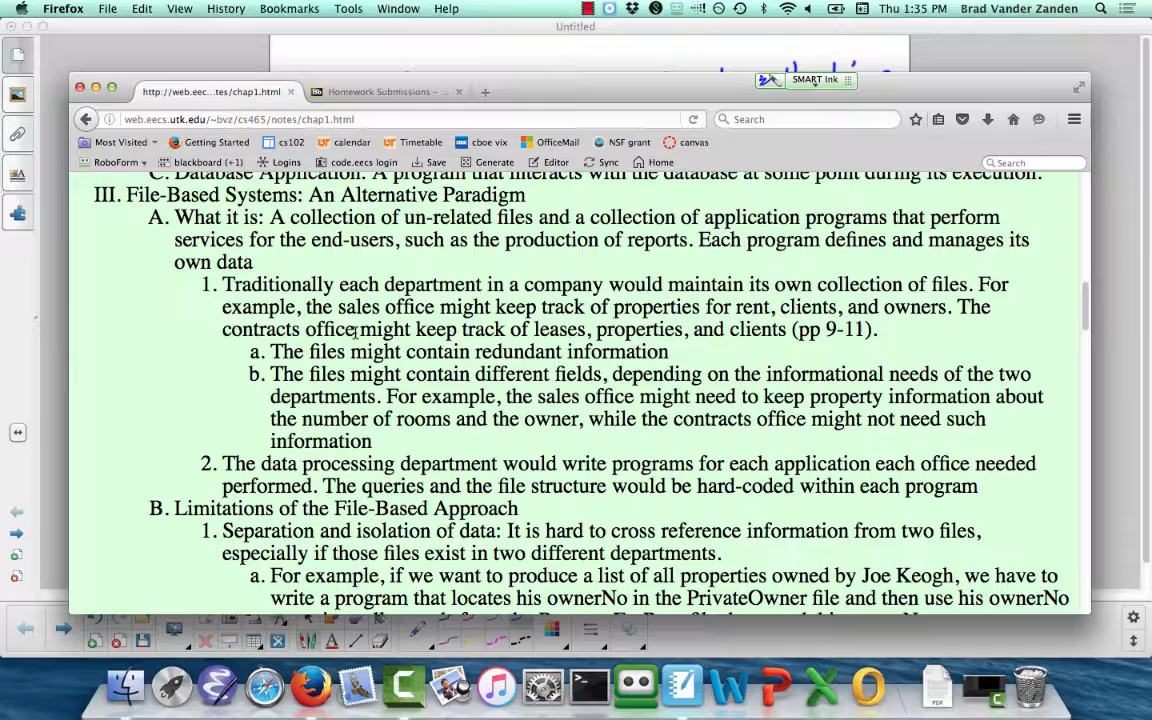 Firefox File Edit View History Bookmarks Tools Window Help Thu 1:35 PM Brad Vander Zanden
Untitled
http://web.eec...tes/chap1.html Homework Submissions – ...
SMART Ink
web.eecs.utk.edu/~bvz/cs465/notes/chap1.html Search
Most Visited Getting Started cs102 calendar Timetable cboe vix OfficeMail NSF grant canvas
RoboForm blackboard (+1) Logins code.eecs login Save Generate Editor Sync Home Search
C. Database Application: A program that interacts with the database at some point during its execution.
III. File-Based Systems: An Alternative Paradigm
A. What it is: A collection of un-related files and a collection of application programs that perform
services for the end-users, such as the production of reports. Each program defines and manages its
own data
1. Traditionally each department in a company would maintain its own collection of files. For
example, the sales office might keep track of properties for rent, clients, and owners. The
contracts office might keep track of leases, properties, and clients (pp 9-11).
a. The files might contain redundant information
b. The files might contain different fields, depending on the informational needs of the two
departments. For example, the sales office might need to keep property information about
the number of rooms and the owner, while the contracts office might not need such
information
2. The data processing department would write programs for each application each office needed
performed. The queries and the file structure would be hard-coded within each program
B. Limitations of the File-Based Approach
1. Separation and isolation of data: It is hard to cross reference information from two files,
especially if those files exist in two different departments.
a. For example, if we want to produce a list of all properties owned by Joe Keogh, we have to
write a program that locates his ownerNo in the PrivateOwner file and then use his ownerNo